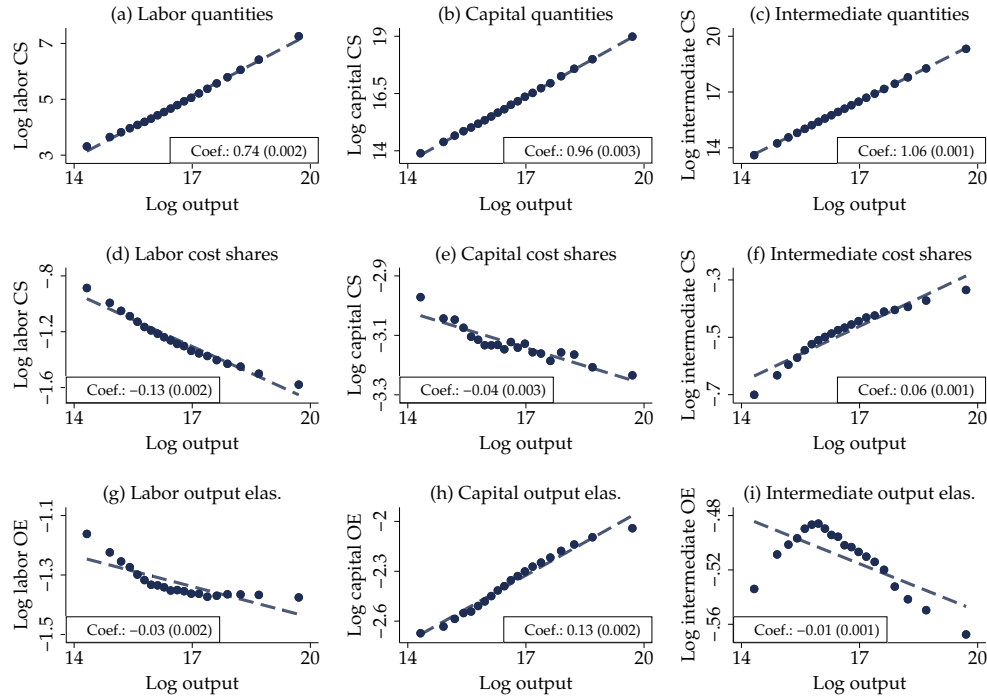 (a) Labor quantities
Log labor CS
7
5
3
Coef.: 0.74 (0.002)
14 17 20
Log output
(b) Capital quantities
Log capital CS
19
16.5
14
Coef.: 0.96 (0.003)
14 17 20
Log output
(c) Intermediate quantities
Log intermediate CS
20
17
14
Coef.: 1.06 (0.001)
14 17 20
Log output
(d) Labor cost shares
Log labor CS
−.8
−1.2
−1.6
Coef.: −0.13 (0.002)
14 17 20
Log output
(e) Capital cost shares
Log capital CS
−2.9
−3.1
−3.3
Coef.: −0.04 (0.003)
14 17 20
Log output
(f) Intermediate cost shares
Log intermediate CS
−.3
−.5
−.7
Coef.: 0.06 (0.001)
14 17 20
Log output
(g) Labor output elas.
Log labor OE
−1.1
−1.3
−1.5
Coef.: −0.03 (0.002)
14 17 20
Log output
(h) Capital output elas.
Log capital OE
−2
−2.3
−2.6
Coef.: 0.13 (0.002)
14 17 20
Log output
(i) Intermediate output elas.
Log intermediate OE
−.48
−.52
−.56
Coef.: −0.01 (0.001)
14 17 20
Log output